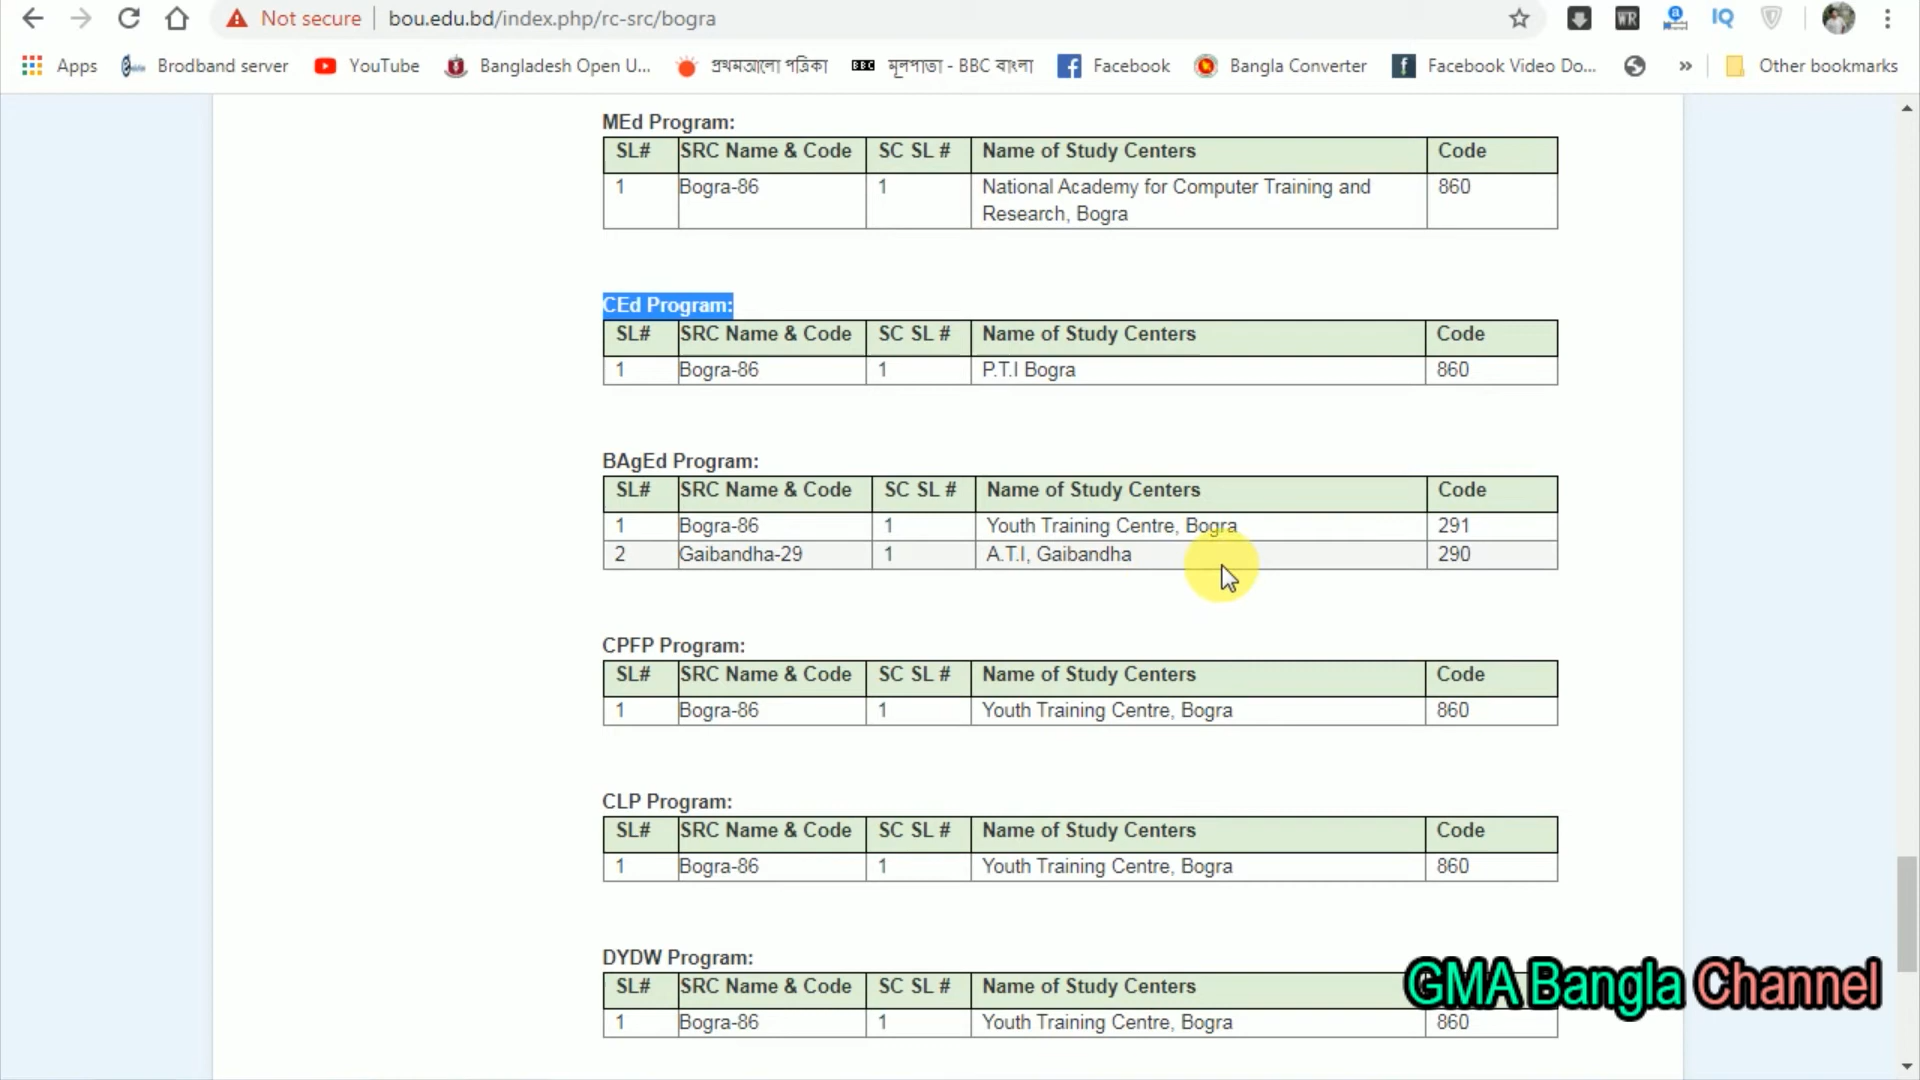 Not secure | bou.edu.bd/index.php/rc-src/bogra
WR
IQ
Apps Brodband server YouTube Bangladesh Open U... প্রথমআলো পত্রিকা BBC মূলপাতা - BBC বাংলা Facebook Bangla Converter Facebook Video Do... » Other bookmarks
MEd Program:
SL# SRC Name & Code SC SL # Name of Study Centers Code
1 Bogra-86 1 National Academy for Computer Training and 860
Research, Bogra
CEd Program:
SL# SRC Name & Code SC SL # Name of Study Centers Code
1 Bogra-86 1 P.T.I Bogra 860
BAgEd Program:
SL# SRC Name & Code SC SL # Name of Study Centers Code
1 Bogra-86 1 Youth Training Centre, Bogra 291
2 Gaibandha-29 1 A.T.I, Gaibandha 290
CPFP Program:
SL# SRC Name & Code SC SL # Name of Study Centers Code
1 Bogra-86 1 Youth Training Centre, Bogra 860
CLP Program:
SL# SRC Name & Code SC SL # Name of Study Centers Code
1 Bogra-86 1 Youth Training Centre, Bogra 860
DYDW Program:
SL# SRC Name & Code SC SL # Name of Study Centers
GMA Bangla Channel
1 Bogra-86 1 Youth Training Centre, Bogra 860